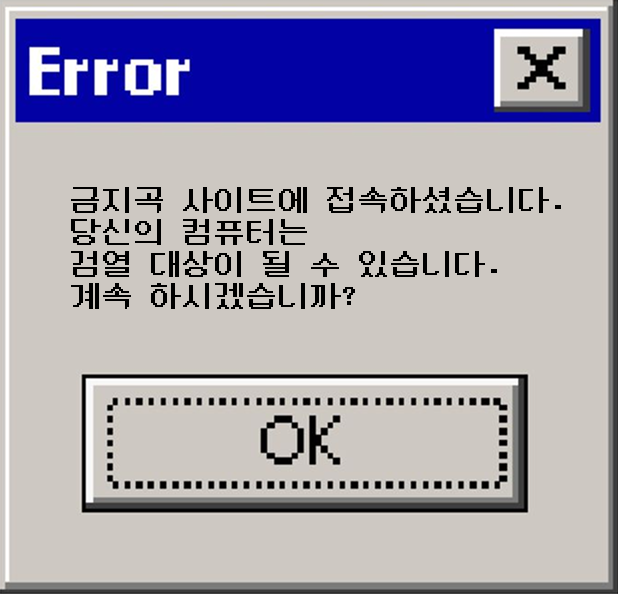 Error
금지곡 사이트에 접속하셨습니다.
당신의 컴퓨터는
검열 대상이 될 수 있습니다.
계속 하시겠습니까?
OK